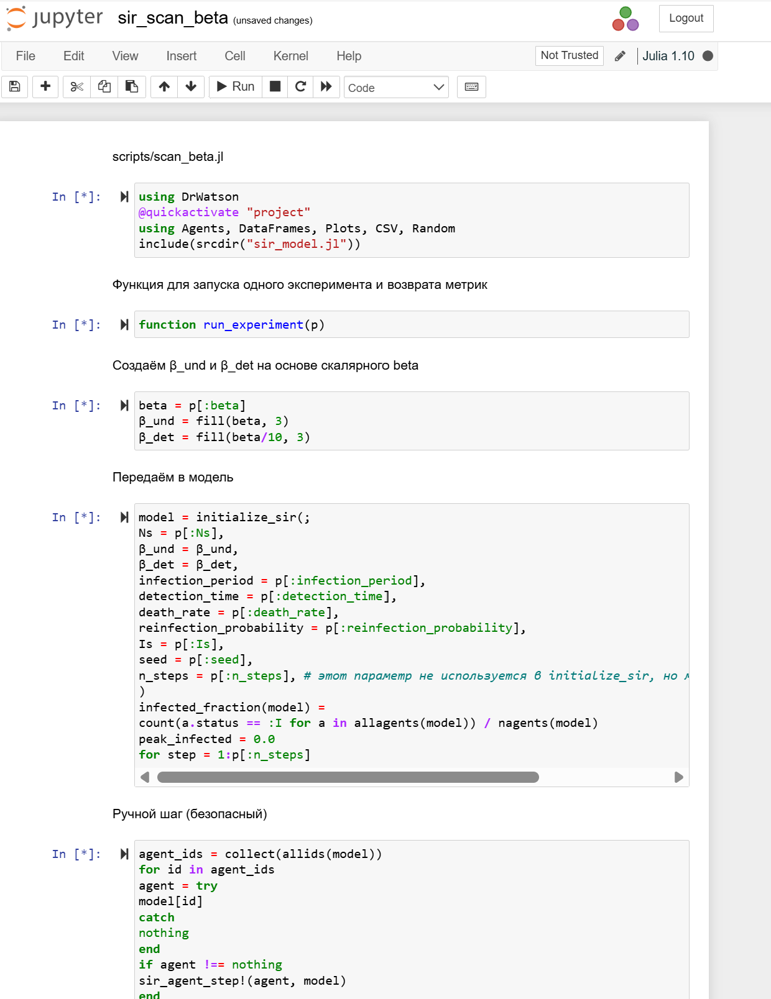 jupyter sir_scan_beta (unsaved changes)
Logout
File Edit View Insert Cell Kernel Help Not Trusted Julia 1.10
Run Code
scripts/scan_beta.jl
In [*]: using DrWatson
@quickactivate "project"
using Agents, DataFrames, Plots, CSV, Random
include(srcdir("sir_model.jl"))
Функция для запуска одного эксперимента и возврата метрик
In [*]: function run_experiment(p)
Создаём β_und и β_det на основе скалярного beta
In [*]: beta = p[:beta]
β_und = fill(beta, 3)
β_det = fill(beta/10, 3)
Передаём в модель
In [*]: model = initialize_sir(;
Ns = p[:Ns],
β_und = β_und,
β_det = β_det,
infection_period = p[:infection_period],
detection_time = p[:detection_time],
death_rate = p[:death_rate],
reinfection_probability = p[:reinfection_probability],
Is = p[:Is],
seed = p[:seed],
n_steps = p[:n_steps], # этот параметр не используется в initialize_sir, но
)
infected_fraction(model) =
count(a.status == :I for a in allagents(model)) / nagents(model)
peak_infected = 0.0
for step = 1:p[:n_steps]
Ручной шаг (безопасный)
In [*]: agent_ids = collect(allids(model))
for id in agent_ids
agent = try
model[id]
catch
nothing
end
if agent !== nothing
sir_agent_step!(agent, model)
end